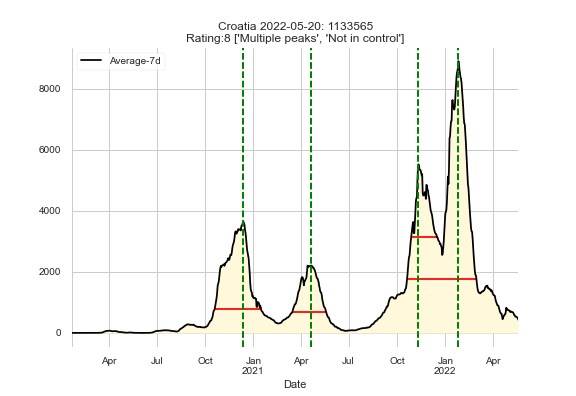 Croatia 2022-05-20: 1133565
Rating:8 ['Multiple peaks', 'Not in control']
Average-7d
8000
6000
4000
2000
0
Apr Jul Oct Jan Apr Jul Oct Jan Apr
2021 2022
Date